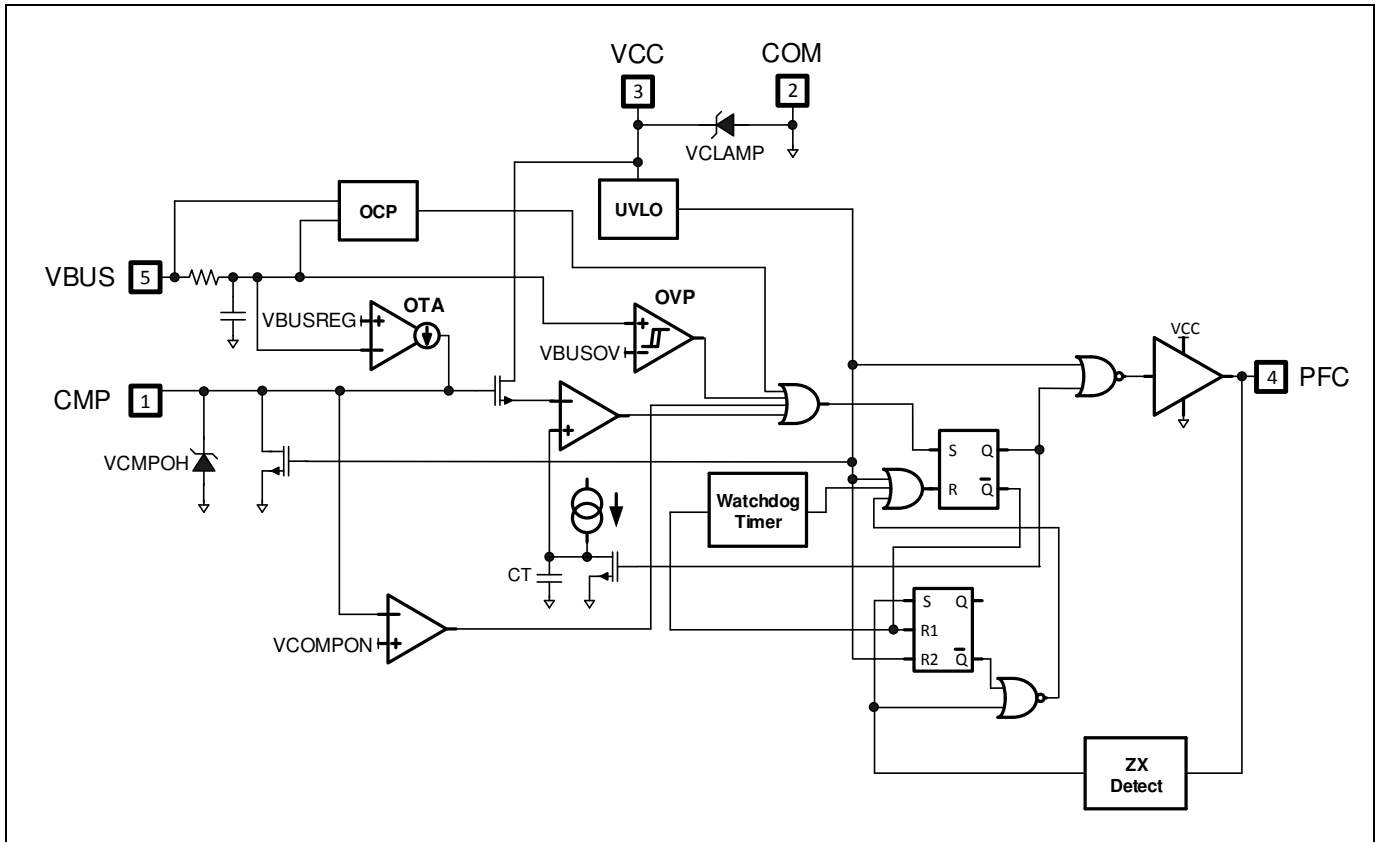 VCC
COM
3
2
VCLAMP
OCP
UVLO
VBUS
5
OTA
VBUSREG
OVP
VBUSOV
VCC
4
PFC
CMP
1
VCMPOH
S Q
R Q
Watchdog
Timer
CT
S Q
R1
R2 Q
VCOMPON
ZX
Detect